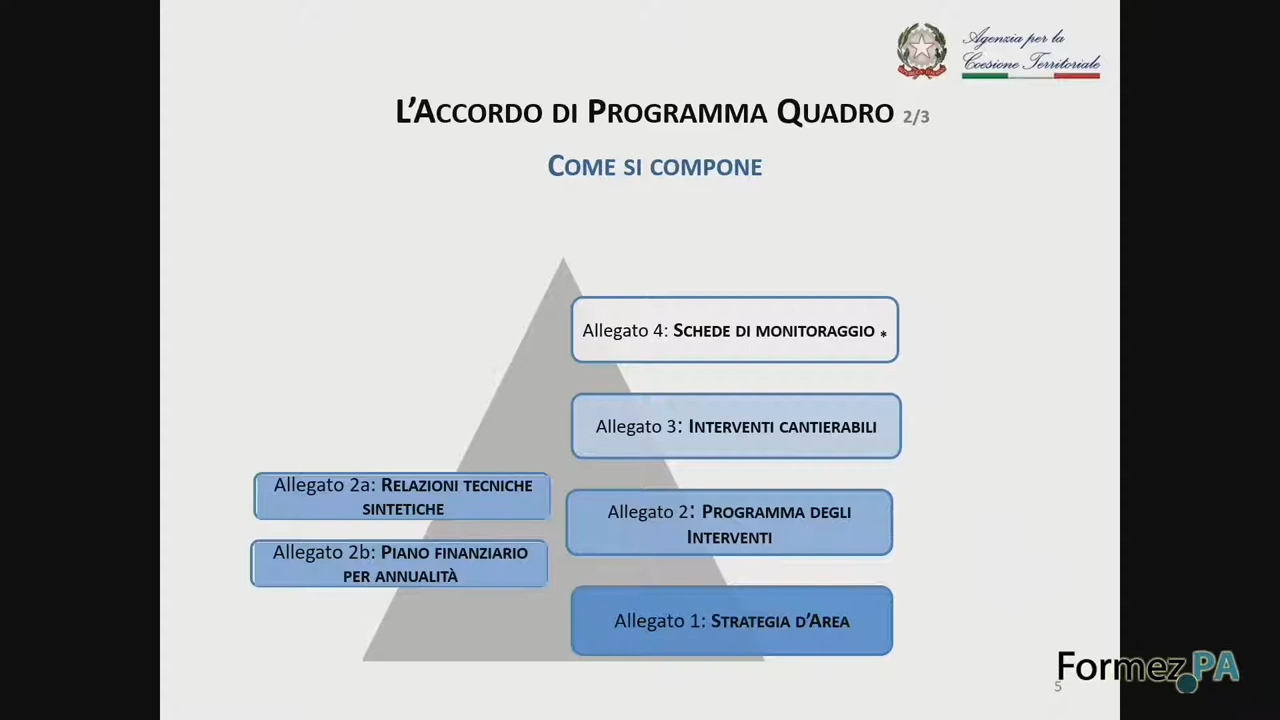 Agenzia per la
Coesione Territoriale
L'ACCORDO DI PROGRAMMA QUADRO 2/3
COME SI COMPONE
Allegato 4: SCHEDE DI MONITORAGGIO *
Allegato 3: INTERVENTI CANTIERABILI
Allegato 2a: RELAZIONI TECNICHE
SINTETICHE
Allegato 2: PROGRAMMA DEGLI
INTERVENTI
Allegato 2b: PIANO FINANZIARIO
PER ANNUALITÀ
Allegato 1: STRATEGIA D'AREA
Formez.PA
5